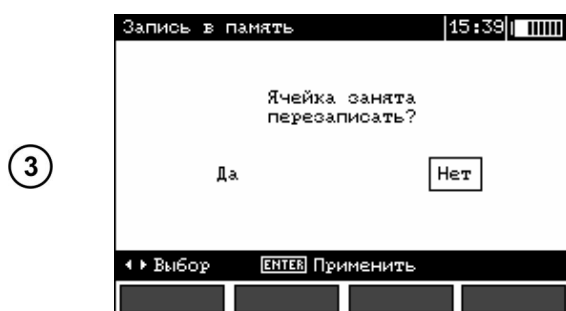 Запись в память 15:39
Ячейка занята
перезаписать?
3
Да Нет
Выбор ENTER Применить